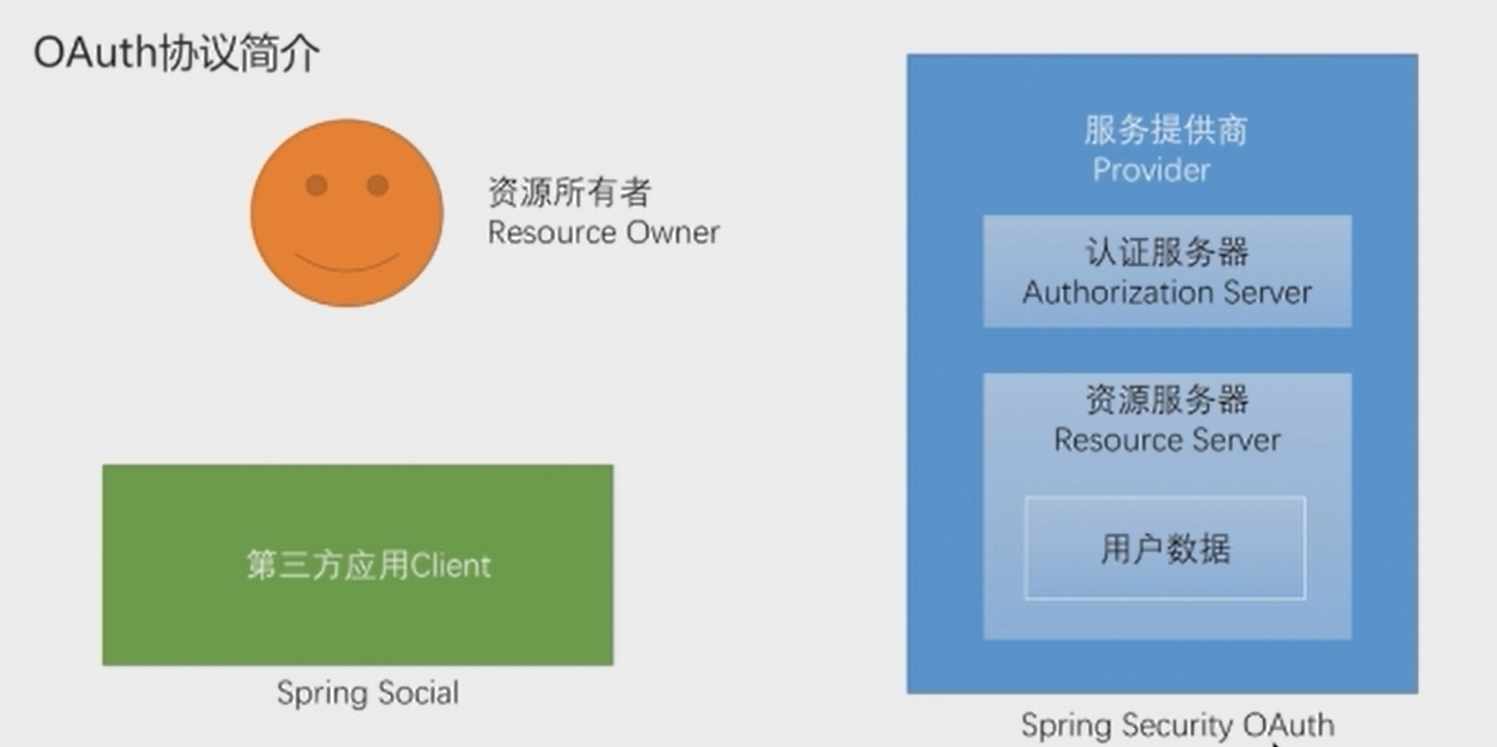 OAuth协议简介
资源所有者
Resource Owner
第三方应用Client
Spring Social
服务提供商
Provider
认证服务器
Authorization Server
资源服务器
Resource Server
用户数据
Spring Security OAuth